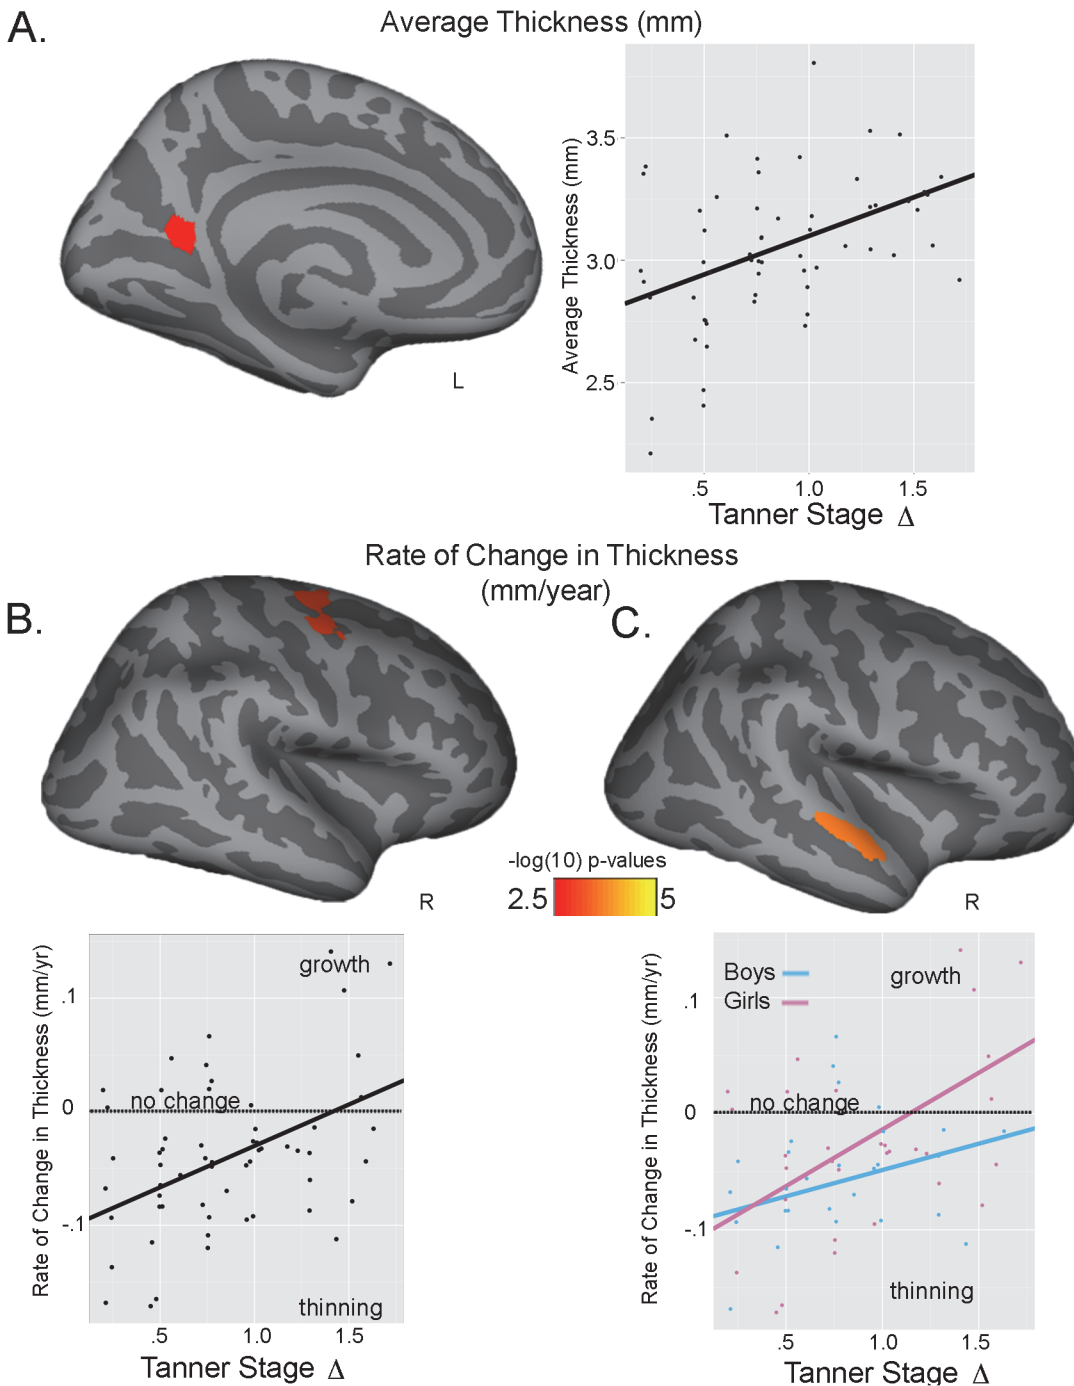 A.
Average Thickness (mm)
L
Average Thickness (mm)
3.5
3.0
2.5
.5 1.0 1.5
Tanner Stage Δ
Rate of Change in Thickness
(mm/year)
B.
C.
R
-log(10) p-values
2.5 5
R
Rate of Change in Thickness (mm/yr)
.1
0
-.1
growth
no change
thinning
.5 1.0 1.5
Tanner Stage Δ
Rate of Change in Thickness (mm/yr)
.1
0
-.1
Boys
Girls
growth
no change
thinning
.5 1.0 1.5
Tanner Stage Δ